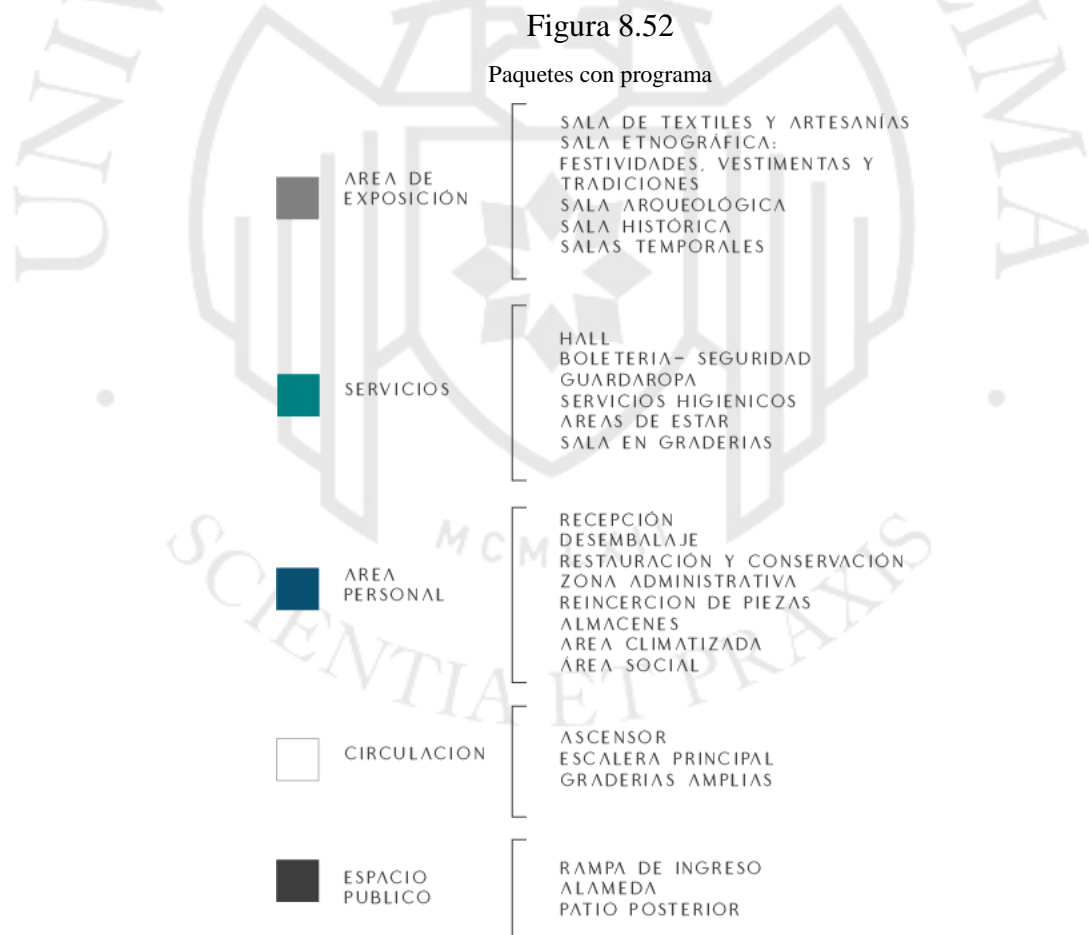 Figura 8.52
Paquetes con programa
AREA DE
EXPOSICIÓN
SALA DE TEXTILES Y ARTESANÍAS
SALA ETNOGRÁFICA:
FESTIVIDADES, VESTIMENTAS Y
TRADICIONES
SALA ARQUEOLÓGICA
SALA HISTÓRICA
SALAS TEMPORALES
SERVICIOS
HALL
BOLETERIA- SEGURIDAD
GUARDAROPA
SERVICIOS HIGIENICOS
AREAS DE ESTAR
SALA EN GRADERIAS
AREA
PERSONAL
RECEPCIÓN
DESEMBALAJE
RESTAURACIÓN Y CONSERVACIÓN
ZONA ADMINISTRATIVA
REINCERCION DE PIEZAS
ALMACENES
AREA CLIMATIZADA
ÁREA SOCIAL
CIRCULACION
ASCENSOR
ESCALERA PRINCIPAL
GRADERIAS AMPLIAS
ESPACIO
PUBLICO
RAMPA DE INGRESO
ALAMEDA
PATIO POSTERIOR
SCIENTIA ET PRAXIS